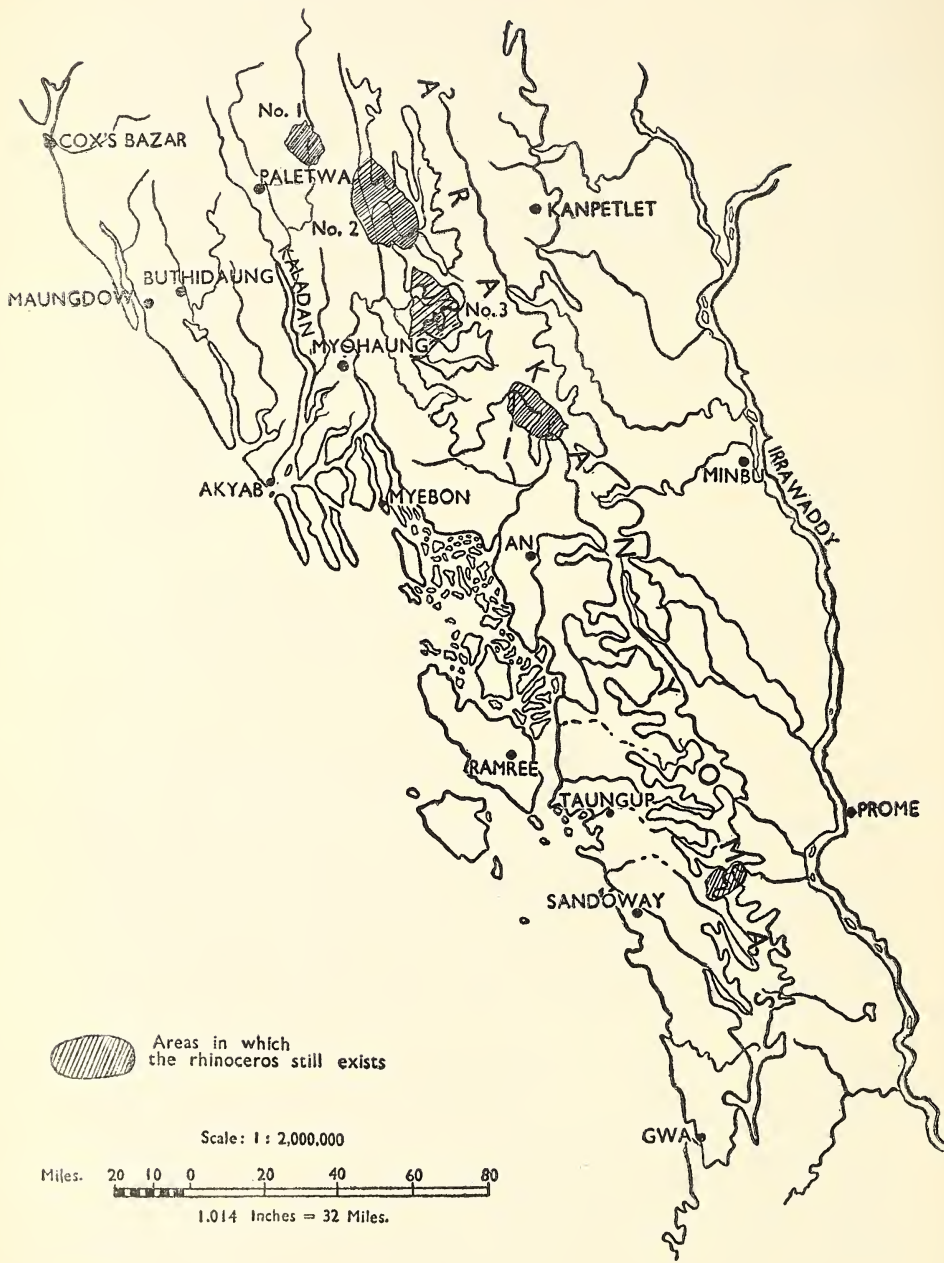 No. 1
COX'S BAZAR
PALETWA
KANPETLET
No. 2
BUTHIDAUNG
MAUNGDOW
KALADAN
No. 3
MYOHAUNG
MINBU
IRRAWADDY
AKYAB
MYEBON
AN
RAMREE
TAUNGUP
PROME
SANDOWAY
GWA
ARAKAN YOMAS
Areas in which
the rhinoceros still exists
Scale: 1 : 2,000,000
Miles. 20 10 0 20 40 60 80
1.014 Inches = 32 Miles.